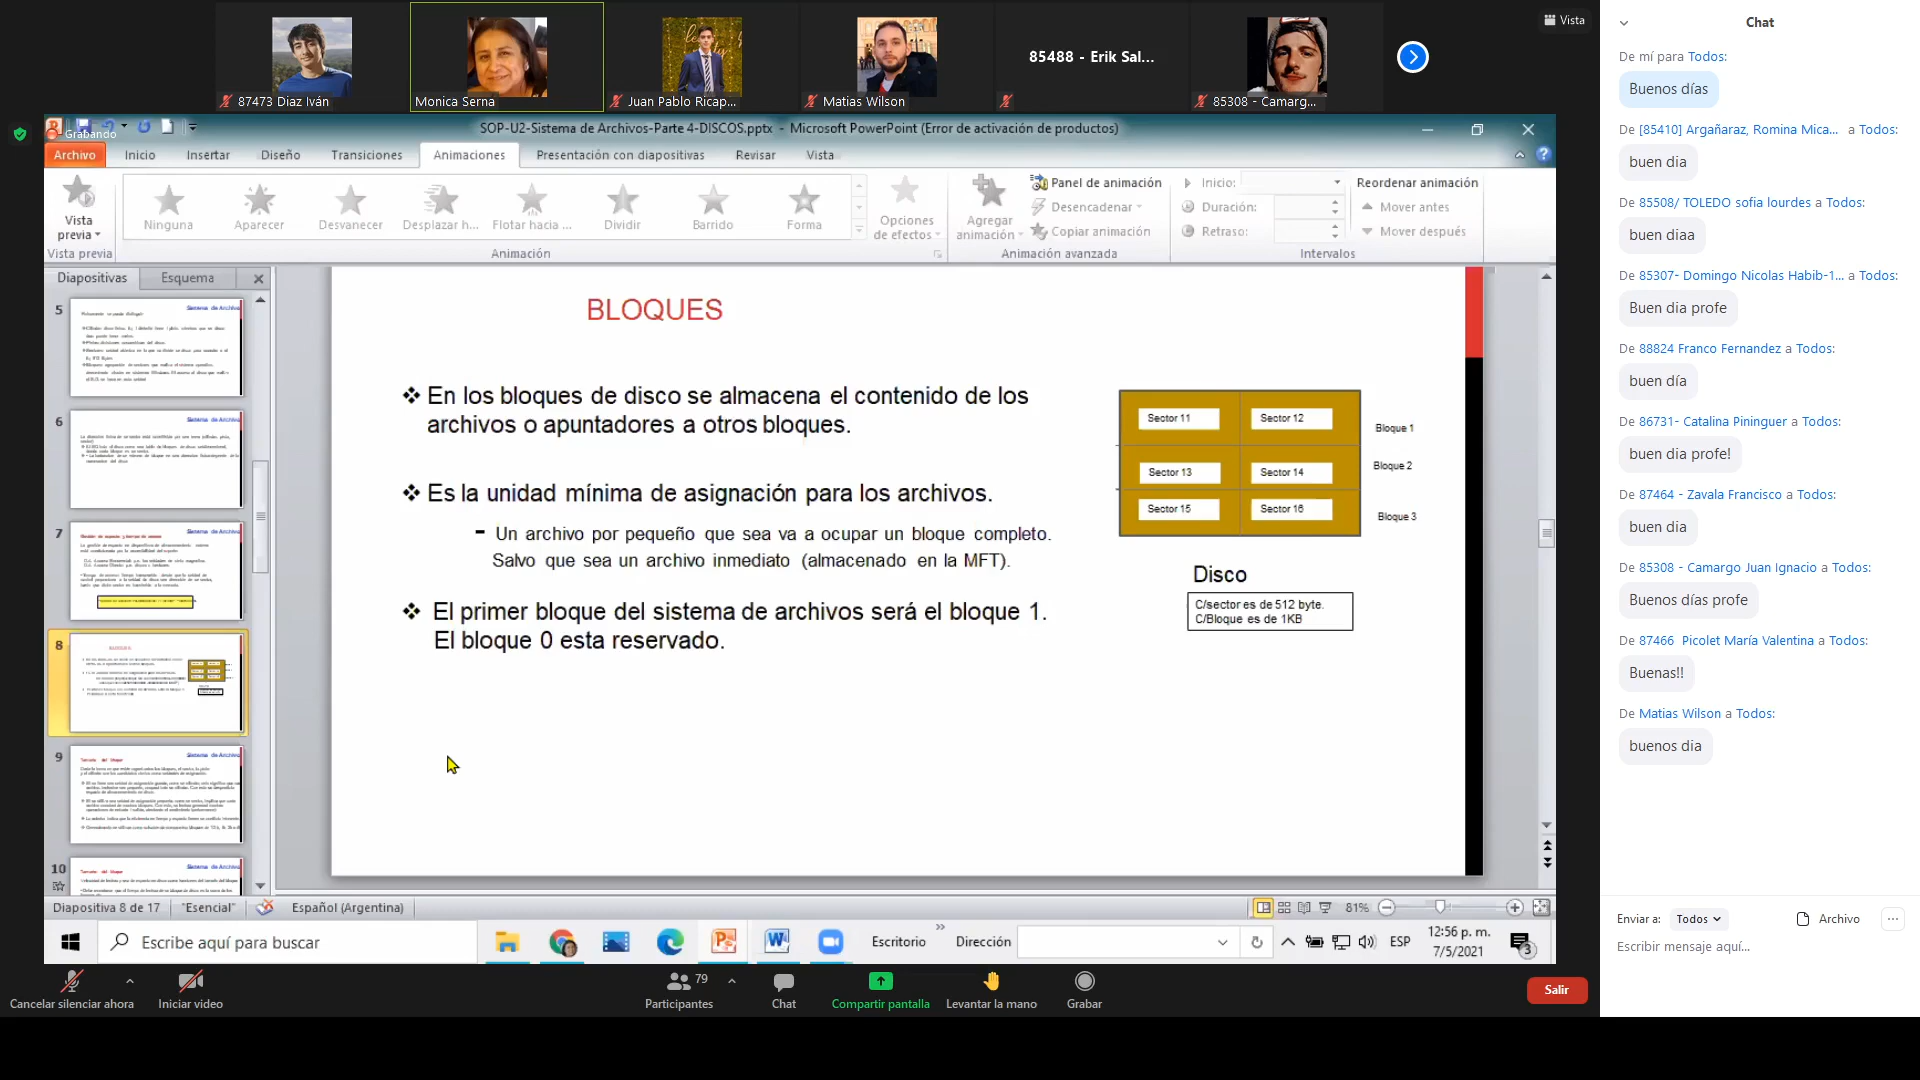 87473 Diaz Iván
Monica Serna
Juan Pablo Ricap...
Matias Wilson
85488 - Erik Sal...
85308 - Camarg...
Vista
Grabando
SOP-U2-Sistema de Archivos-Parte 4-DISCOS.pptx - Microsoft PowerPoint (Error de activación de productos)
Archivo
Inicio
Insertar
Diseño
Transiciones
Animaciones
Presentación con diapositivas
Revisar
Vista
Vista previa
Vista previa
Ninguna
Aparecer
Desvanecer
Desplazar h...
Flotar hacia ...
Dividir
Barrido
Forma
Animación
Opciones de efectos
Agregar animación
Panel de animación
Desencadenar
Copiar animación
Animación avanzada
Inicio:
Duración:
Retraso:
Reordenar animación
Mover antes
Mover después
Intervalos
Diapositivas
Esquema
5
6
7
8
9
10
BLOQUES
❖ En los bloques de disco se almacena el contenido de los
archivos o apuntadores a otros bloques.
❖ Es la unidad mínima de asignación para los archivos.
- Un archivo por pequeño que sea va a ocupar un bloque completo.
Salvo que sea un archivo inmediato (almacenado en la MFT).
❖ El primer bloque del sistema de archivos será el bloque 1.
El bloque 0 esta reservado.
Sector 11
Sector 12
Bloque 1
Sector 13
Sector 14
Bloque 2
Sector 15
Sector 16
Bloque 3
Disco
C/sector es de 512 byte.
C/Bloque es de 1KB
Diapositiva 8 de 17
"Esencial"
Español (Argentina)
81%
Escribe aquí para buscar
Escritorio
Dirección
ESP
12:56 p. m.
7/5/2021
3
Cancelar silenciar ahora
Iniciar video
79
Participantes
Chat
Compartir pantalla
Levantar la mano
Grabar
Salir
Chat
De mí para Todos:
Buenos días
De [85410] Argañaraz, Romina Mica... a Todos:
buen dia
De 85508/ TOLEDO sofia lourdes a Todos:
buen diaa
De 85307- Domingo Nicolas Habib-1... a Todos:
Buen dia profe
De 88824 Franco Fernandez a Todos:
buen día
De 86731- Catalina Pininguer a Todos:
buen dia profe!
De 87464 - Zavala Francisco a Todos:
buen dia
De 85308 - Camargo Juan Ignacio a Todos:
Buenos días profe
De 87466 Picolet María Valentina a Todos:
Buenas!!
De Matias Wilson a Todos:
buenos dia
Enviar a:
Todos
Archivo
Escribir mensaje aquí...